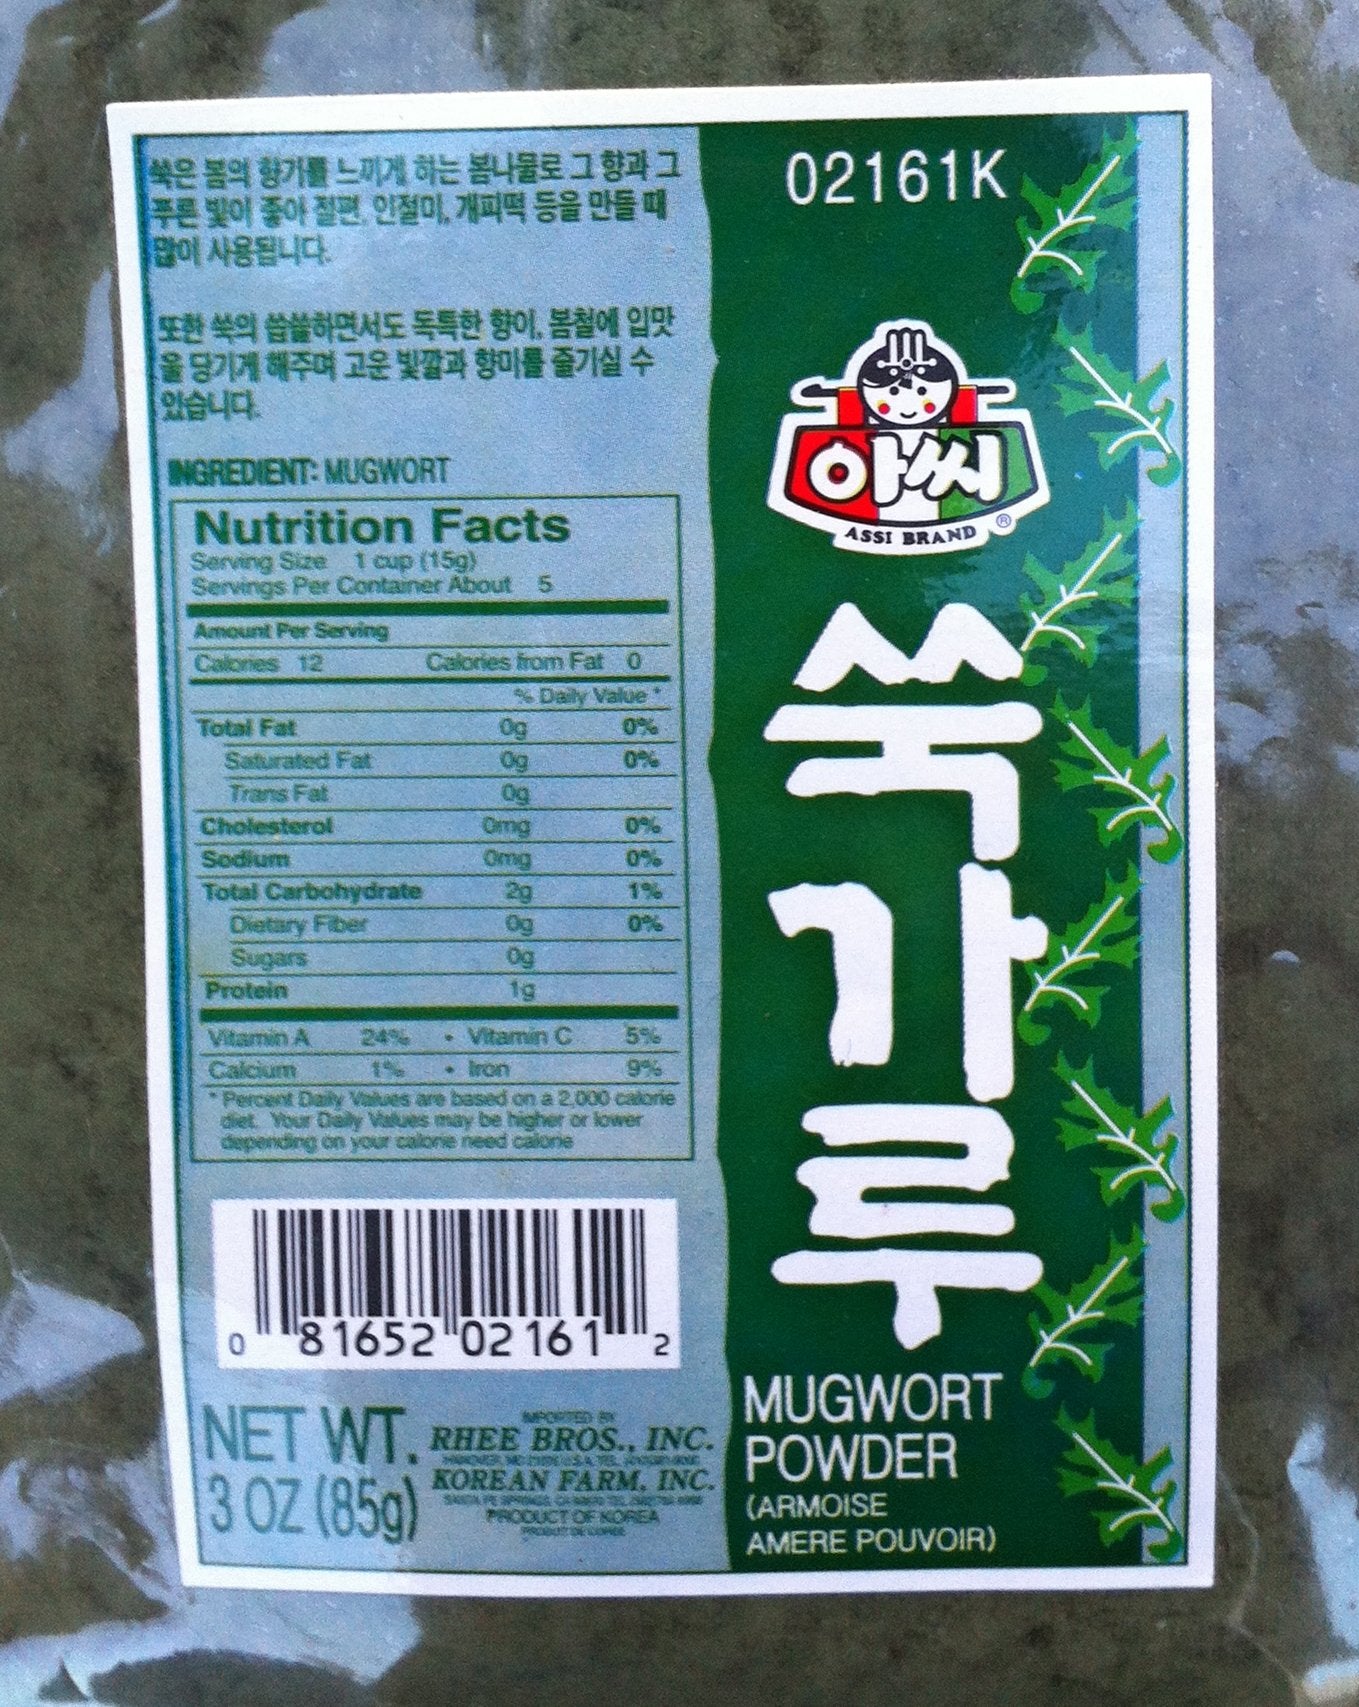 쑥은 봄의 향기를 느끼게 하는 봄나물로 그 향과 그
푸른 빛이 좋아 절편, 인절미, 개피떡 등을 만들 때
많이 사용됩니다.
또한 쑥의 씁쓸하면서도 독특한 향이, 봄철에 입맛
을 당기게 해주며 고운 빛깔과 향미를 즐기실 수
있습니다.
INGREDIENT: MUGWORT
Nutrition Facts
Serving Size 1 cup (15g)
Servings Per Container About 5
Amount Per Serving
Calories 12 Calories from Fat 0
% Daily Value *
Total Fat 0g 0%
Saturated Fat 0g 0%
Trans Fat 0g
Cholesterol 0mg 0%
Sodium 0mg 0%
Total Carbohydrate 2g 1%
Dietary Fiber 0g 0%
Sugars 0g
Protein 1g
Vitamin A 24% • Vitamin C 5%
Calcium 1% • Iron 9%
* Percent Daily Values are based on a 2,000 calorie
diet. Your Daily Values may be higher or lower
depending on your calorie need calorie
0 81652 02161 2
NET WT.
3 OZ (85g)
IMPORTED BY
RHEE BROS., INC.
KOREAN FARM, INC.
PRODUCT OF KOREA
02161K
아씨
ASSI BRAND ®
쑥가루
MUGWORT
POWDER
(ARMOISE
AMERE POUVOIR)